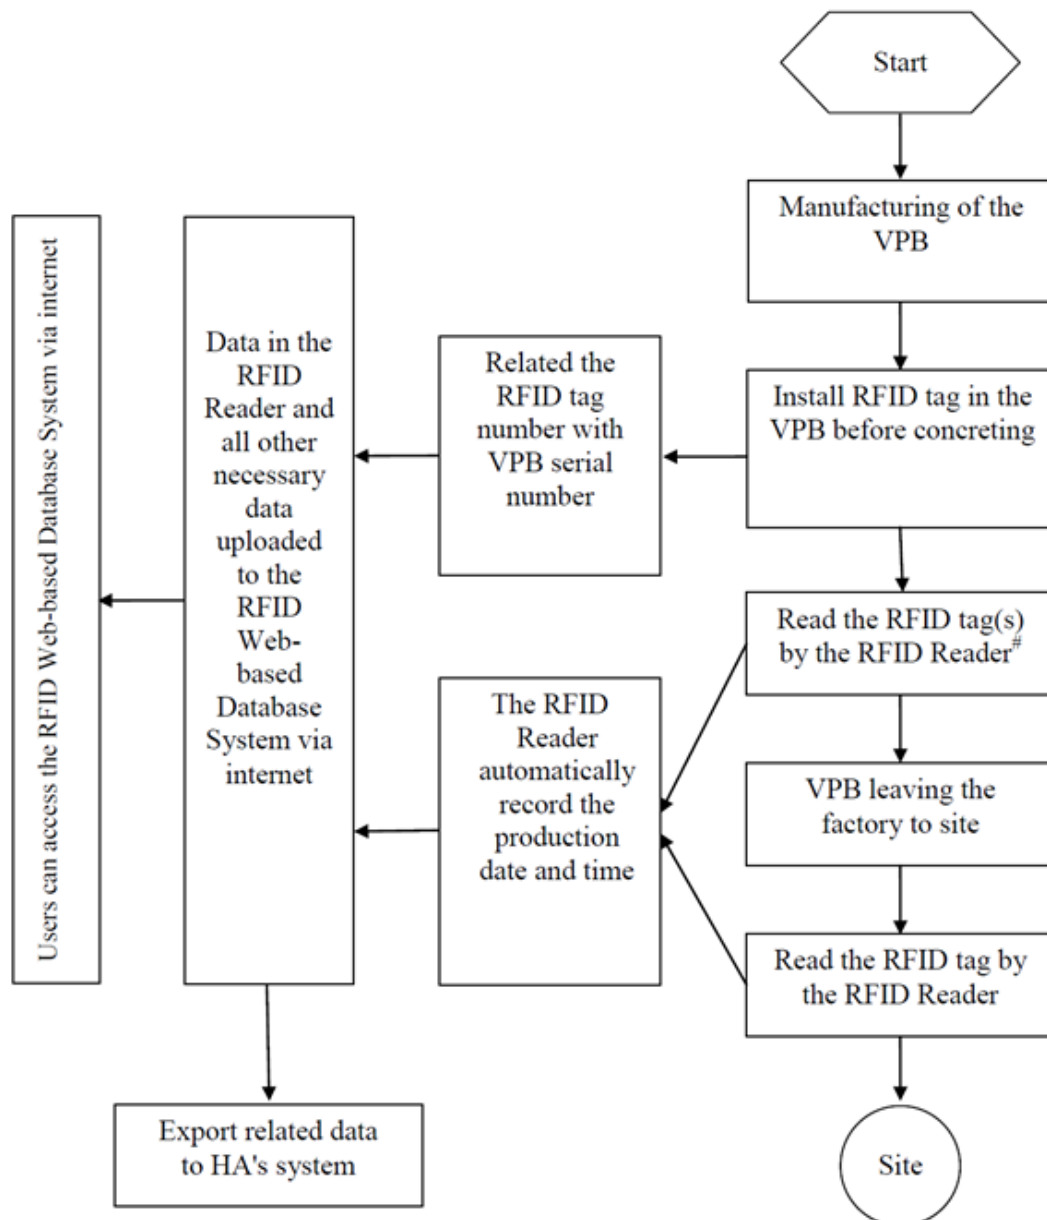 Start
Manufacturing of the
VPB
Install RFID tag in the
VPB before concreting
Related the
RFID tag
number with
VPB serial
number
Data in the
RFID
Reader and
all other
necessary
data
uploaded
to the
RFID
Web-
based
Database
System via
internet
Users can access the RFID Web-based Database System via internet
Read the RFID tag(s)
by the RFID Reader#
The RFID
Reader
automatically
record the
production
date and time
VPB leaving the
factory to site
Read the RFID tag by
the RFID Reader
Export related data
to HA's system
Site